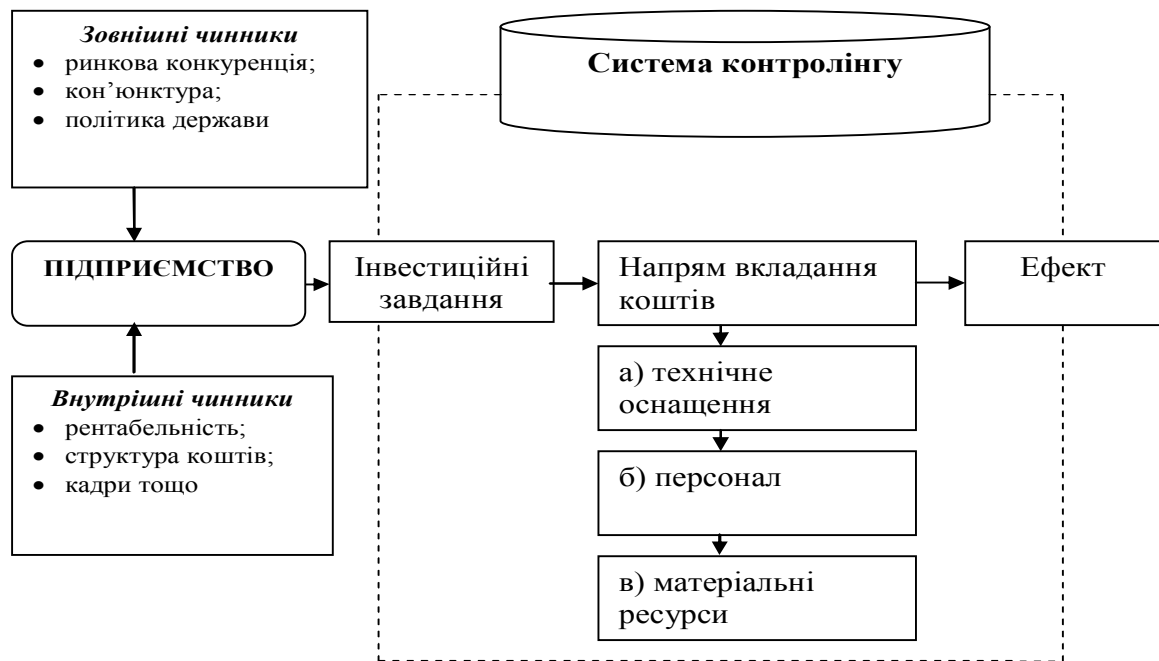 Зовнішні чинники
• ринкова конкуренція;
• кон’юнктура;
• політика держави
Система контролінгу
ПІДПРИЄМСТВО
Інвестиційні
завдання
Напрям вкладання
коштів
Ефект
а) технічне
оснащення
Внутрішні чинники
• рентабельність;
• структура коштів;
• кадри тощо
б) персонал
в) матеріальні
ресурси